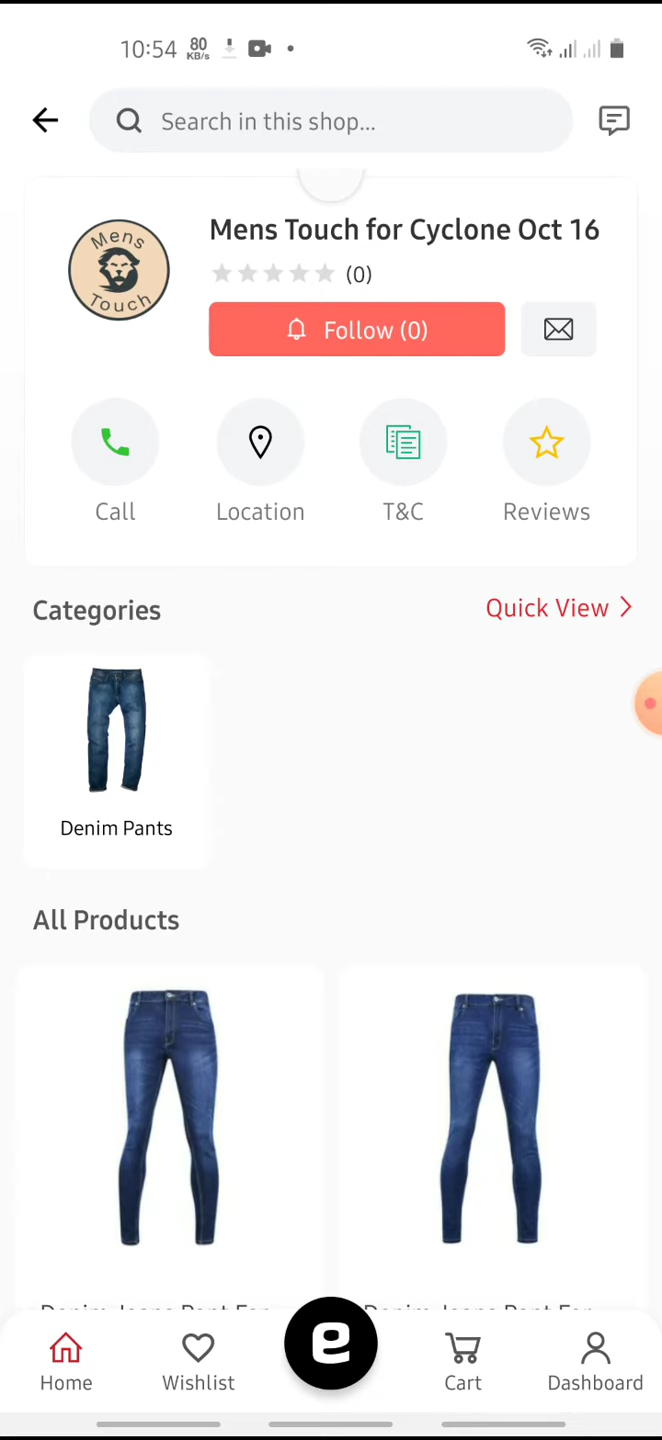 10:54 80 KB/s
Search in this shop...
Mens Touch
Mens Touch for Cyclone Oct 16
(0)
Follow (0)
Call Location T&C Reviews
Categories Quick View
Denim Pants
All Products
Denim Jeans Pant For Denim Jeans Pant For
e
Home Wishlist Cart Dashboard